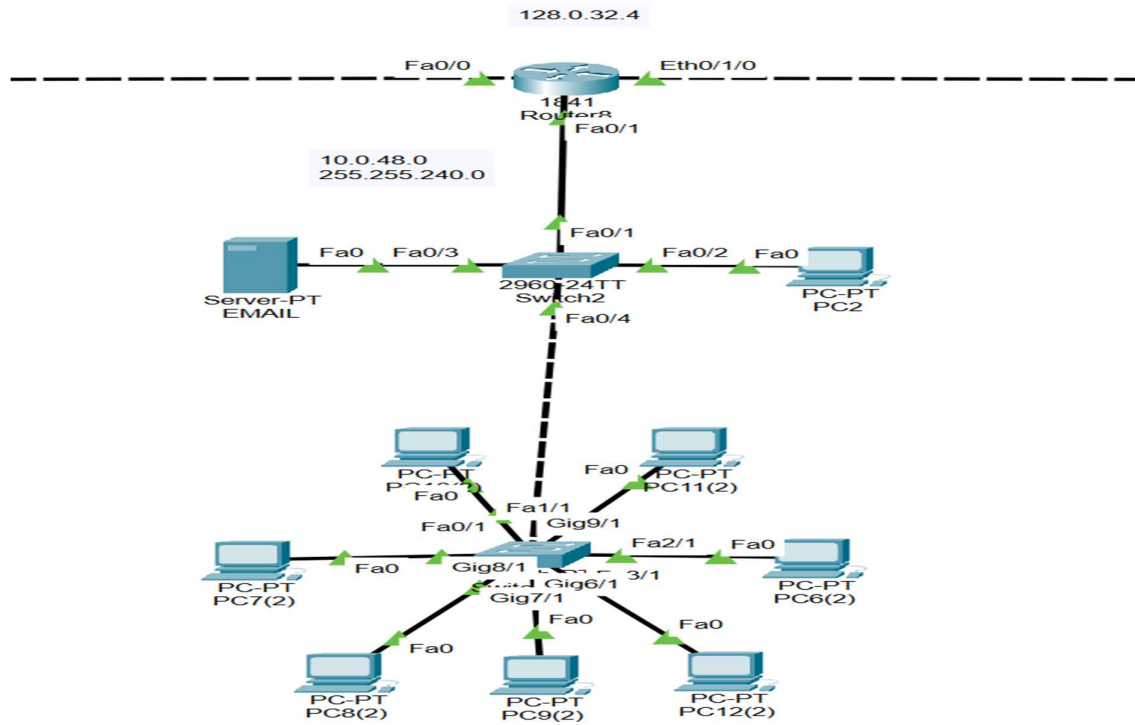 128.0.32.4
Fa0/0
Eth0/1/0
1841
Router8
Fa0/1
10.0.48.0
255.255.240.0
Fa0/1
Fa0
Fa0/3
Fa0/2
Fa0
2960-24TT
Switch2
Server-PT
EMAIL
PC-PT
PC2
Fa0/4
PC-PT
Fa0
Fa0
PC-PT
PC11(2)
Fa1/1
Fa0/1
Gig9/1
Fa0
Gig8/1
Fa2/1
Fa0
3/1
Gig6/1
Gig7/1
PC-PT
PC7(2)
PC-PT
PC6(2)
Fa0
Fa0
Fa0
PC-PT
PC8(2)
PC-PT
PC9(2)
PC-PT
PC12(2)